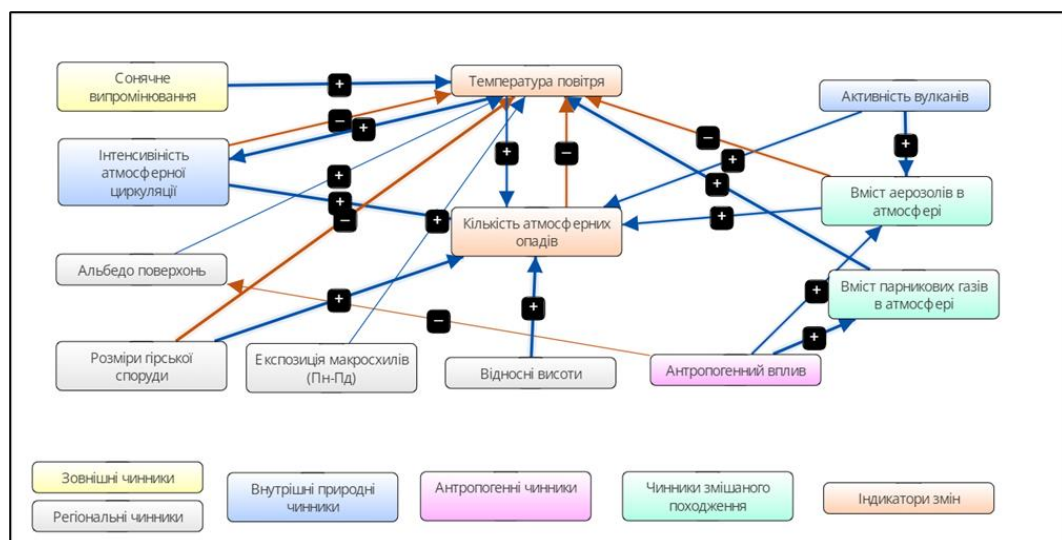 Сонячне
випромінювання
Температура повітря
Активність вулканів
+
–
+
–
+
Інтенсивіність
атмосферної
циркуляції
+
–
+
+
+
Вміст аерозолів в
атмосфері
+
–
+
Кількість атмосферних
опадів
+
Альбедо поверхонь
Вміст парникових газів
в атмосфері
+
+
+
–
+
Розміри гірської
споруди
Експозиція макросхилів
(Пн-Пд)
Відносні висоти
Антропогенний вплив
Зовнішні чинники
Регіональні чинники
Внутрішні природні
чинники
Антропогенні чинники
Чинники змішаного
походження
Індикатори змін